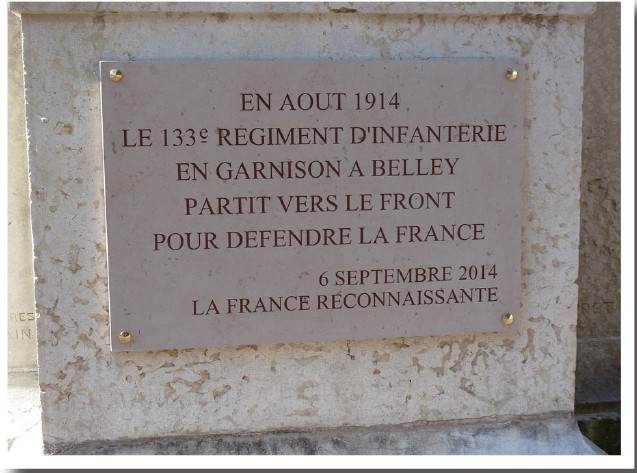 EN AOUT 1914
LE 133e REGIMENT D'INFANTERIE
EN GARNISON A BELLEY
PARTIT VERS LE FRONT
POUR DEFENDRE LA FRANCE
6 SEPTEMBRE 2014
LA FRANCE RECONNAISSANTE